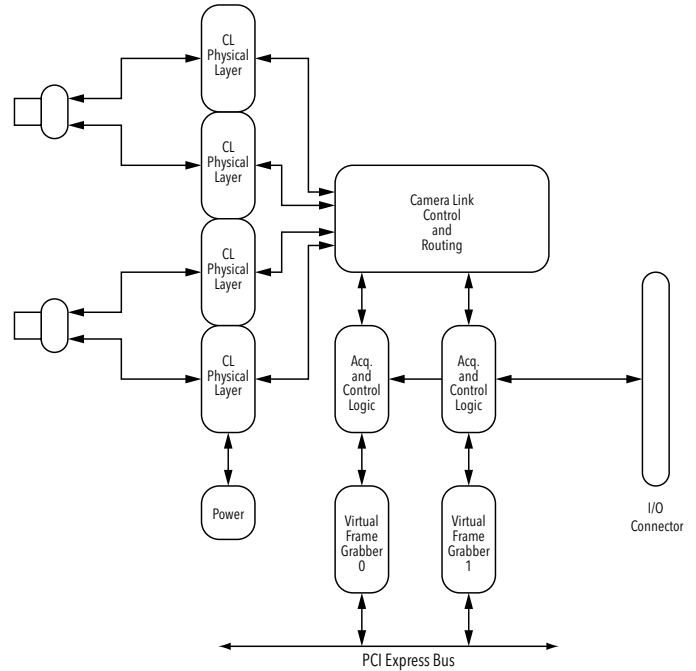 CL
Physical
Layer
CL
Physical
Layer
CL
Physical
Layer
CL
Physical
Layer
Camera Link
Control
and
Routing
Acq.
and
Control
Logic
Acq.
and
Control
Logic
I/O
Connector
Power
Virtual
Frame
Grabber
0
Virtual
Frame
Grabber
1
PCI Express Bus